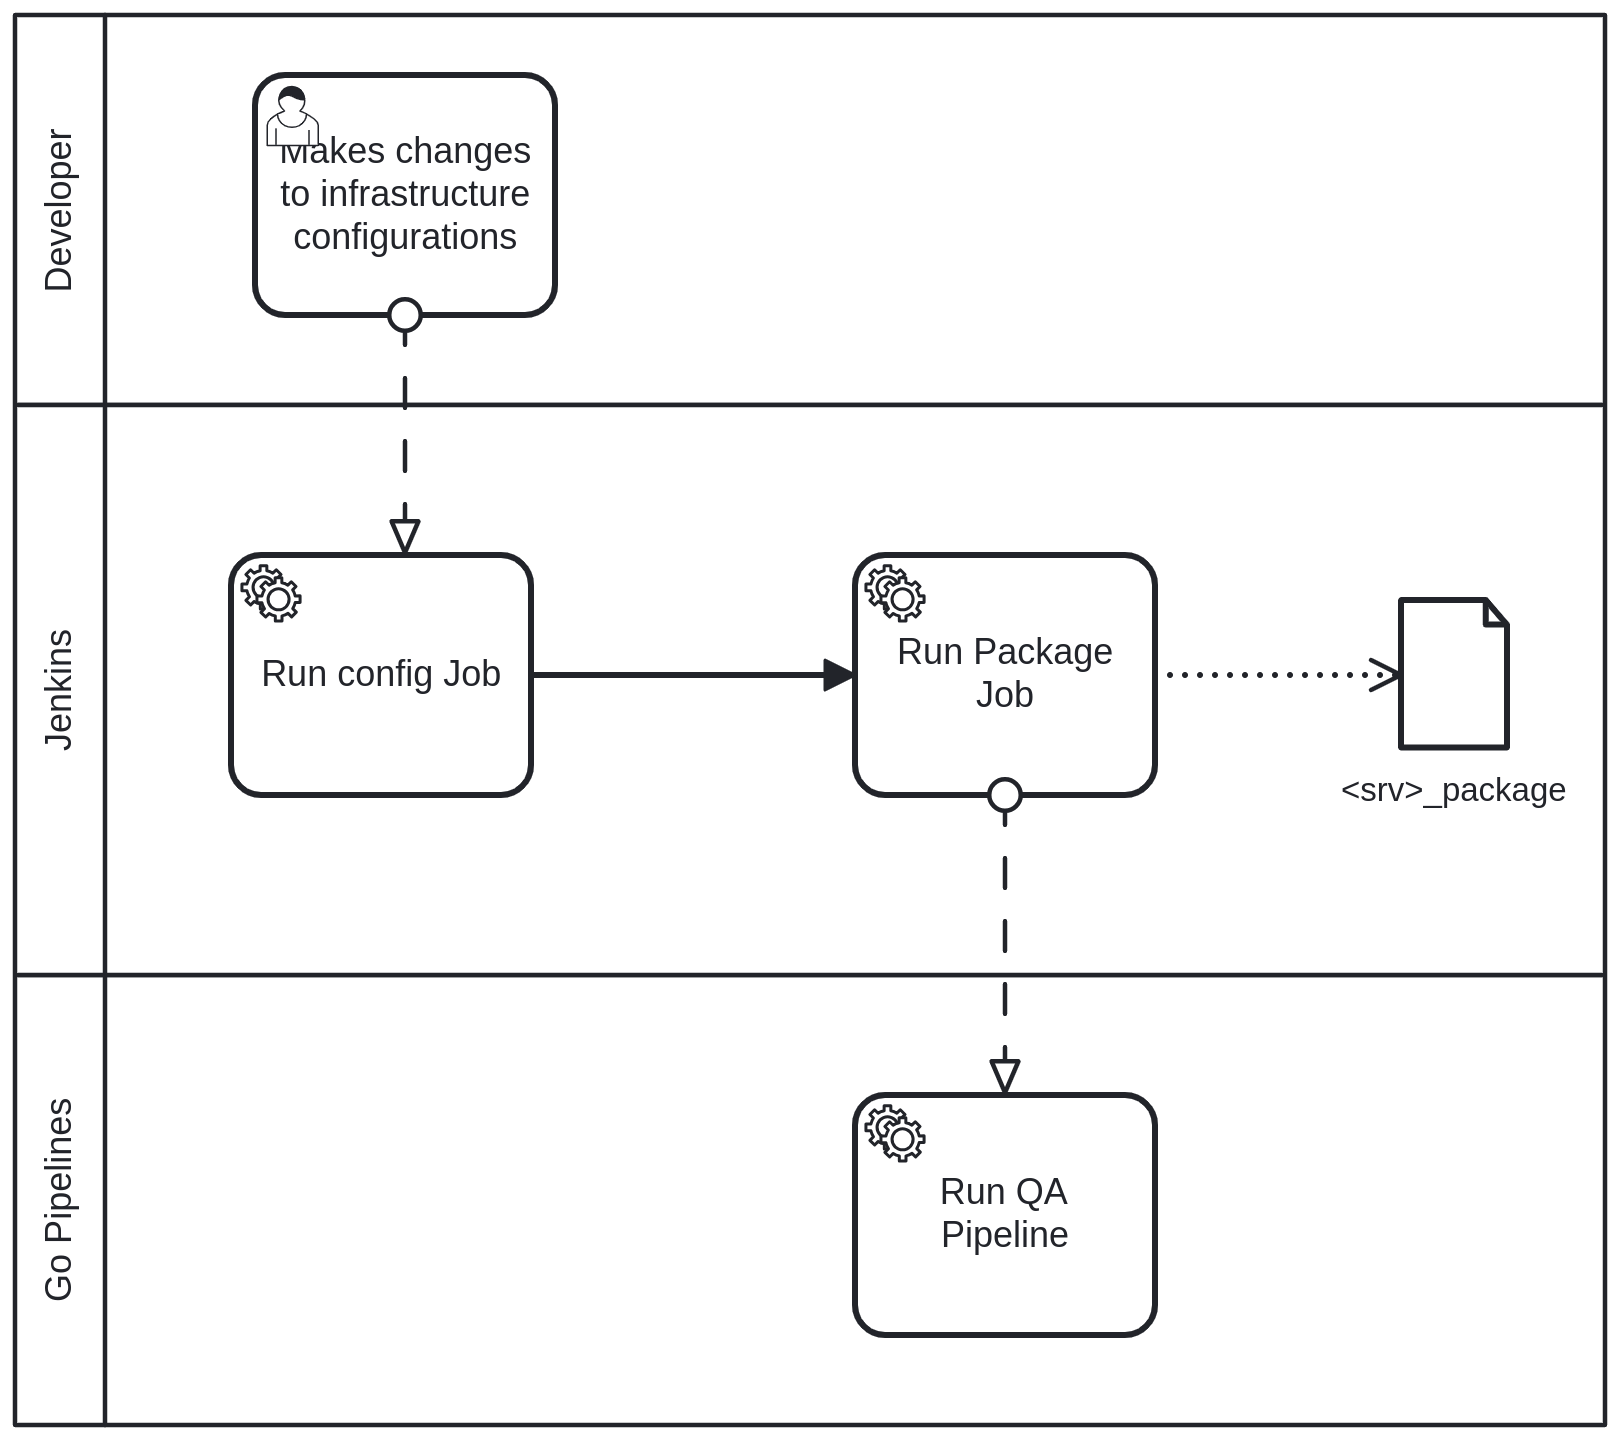 Developer
Makes changes
to infrastructure
configurations
Jenkins
Run config Job
Run Package
Job
<srv>_package
Go Pipelines
Run QA
Pipeline